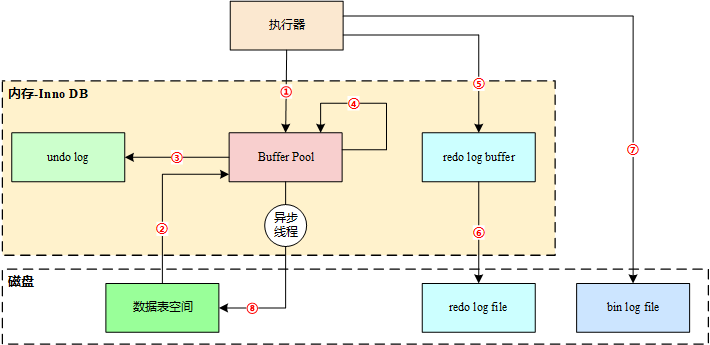 执行器
①
⑤
内存-Inno DB
④
⑦
undo log
③
Buffer Pool
redo log buffer
②
异步
线程
⑥
磁盘
数据表空间
⑧
redo log file
bin log file